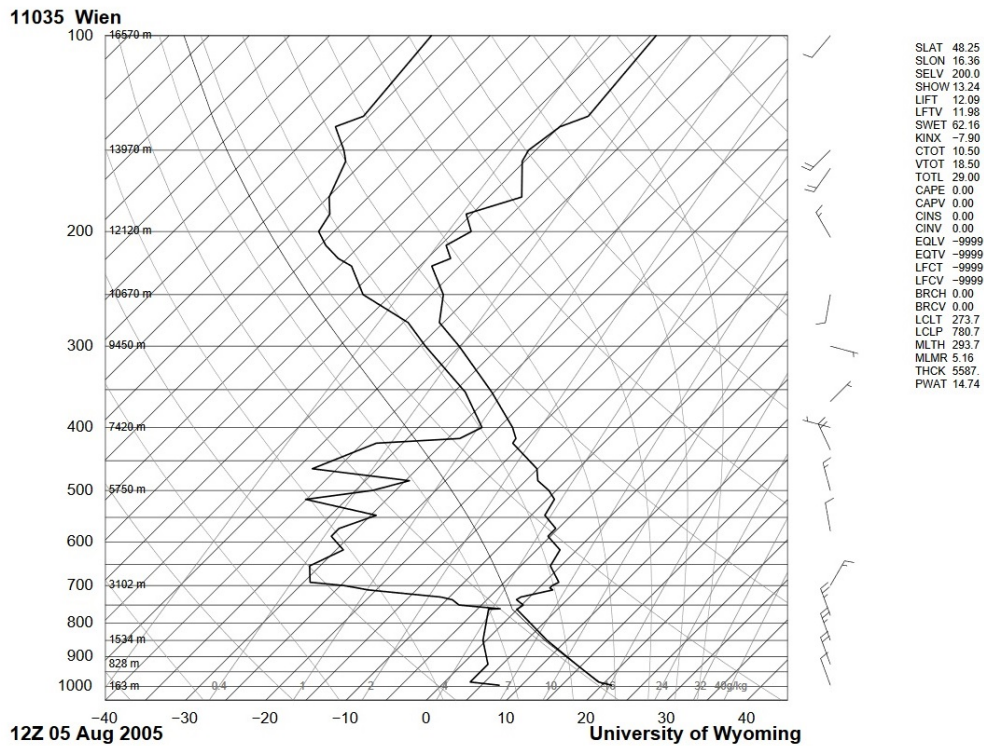 11035 Wien
100 16570 m
13970 m
200 12120 m
10670 m
300 9450 m
400 7420 m
500 5750 m
600
700 3102 m
800
1534 m
900
828 m
1000 163 m
0.4 1 2 4 7 10 16 24 32 40g/kg
−40 −30 −20 −10 0 10 20 30 40
12Z 05 Aug 2005 University of Wyoming
SLAT 48.25
SLON 16.36
SELV 200.0
SHOW 13.24
LIFT 12.09
LFTV 11.98
SWET 62.16
KINX −7.90
CTOT 10.50
VTOT 18.50
TOTL 29.00
CAPE 0.00
CAPV 0.00
CINS 0.00
CINV 0.00
EQLV −9999
EQTV −9999
LFCT −9999
LFCV −9999
BRCH 0.00
BRCV 0.00
LCLT 273.7
LCLP 780.7
MLTH 293.7
MLMR 5.16
THCK 5587.
PWAT 14.74